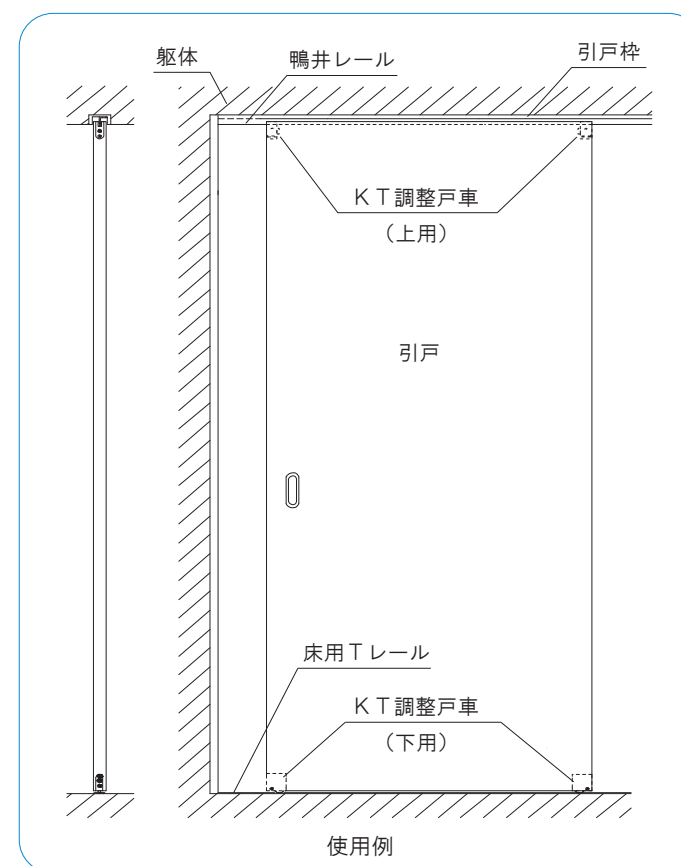 躯体
鴨井レール
引戸枠
ＫＴ調整戸車
（上用）
引戸
床用Ｔレール
ＫＴ調整戸車
（下用）
使用例